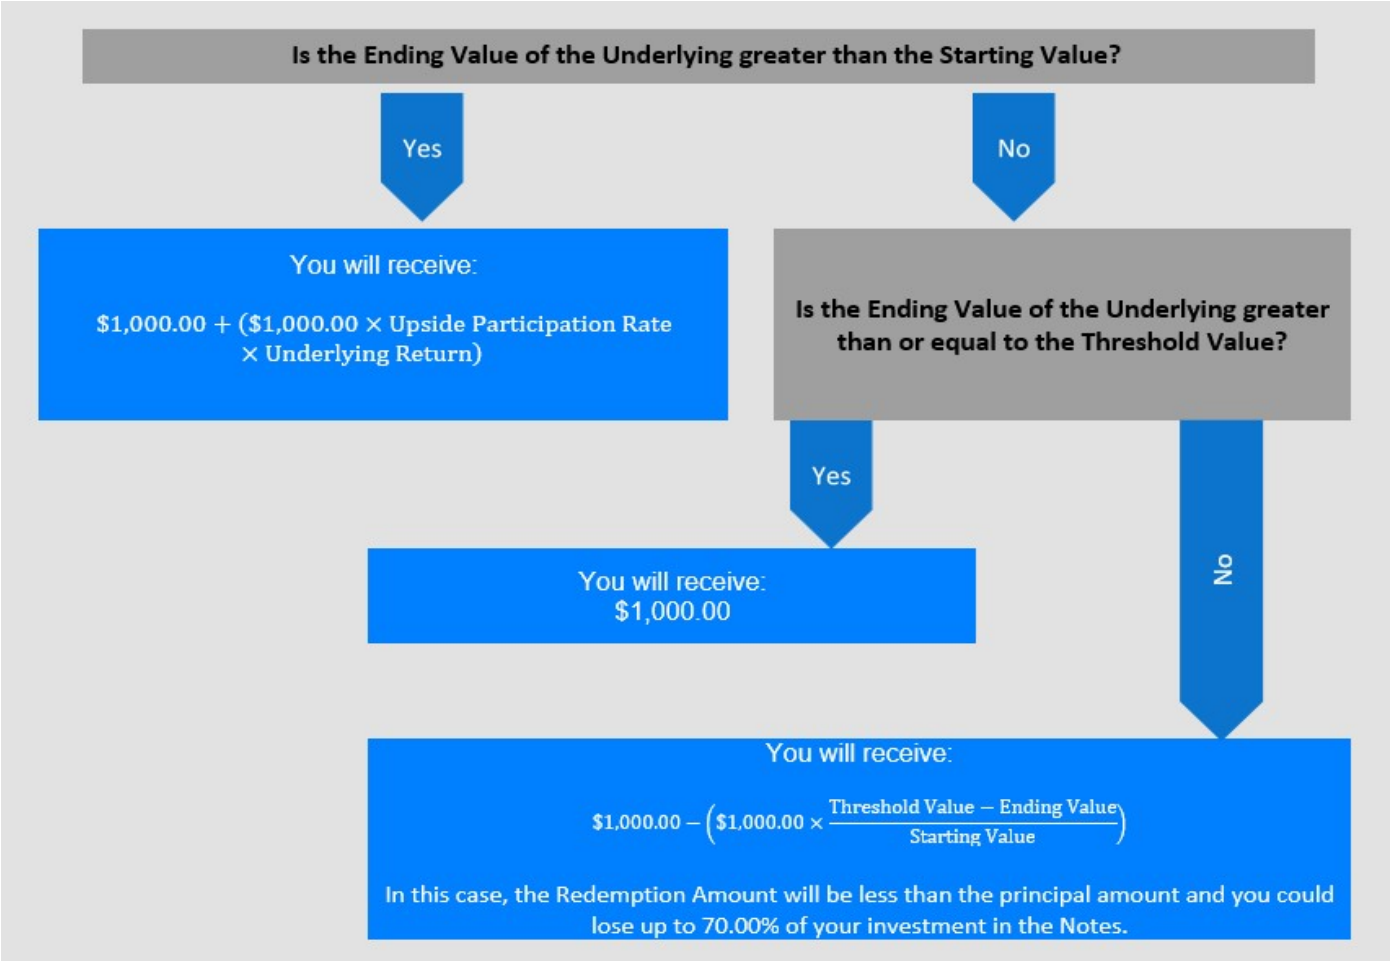 Is the Ending Value of the Underlying greater than the Starting Value?
Yes
No
You will receive:
$1,000.00 + ($1,000.00 × Upside Participation Rate
× Underlying Return)
Is the Ending Value of the Underlying greater
than or equal to the Threshold Value?
Yes
No
You will receive:
$1,000.00
You will receive:
$1,000.00 − ($1,000.00 × Threshold Value − Ending Value)
Starting Value
In this case, the Redemption Amount will be less than the principal amount and you could
lose up to 70.00% of your investment in the Notes.